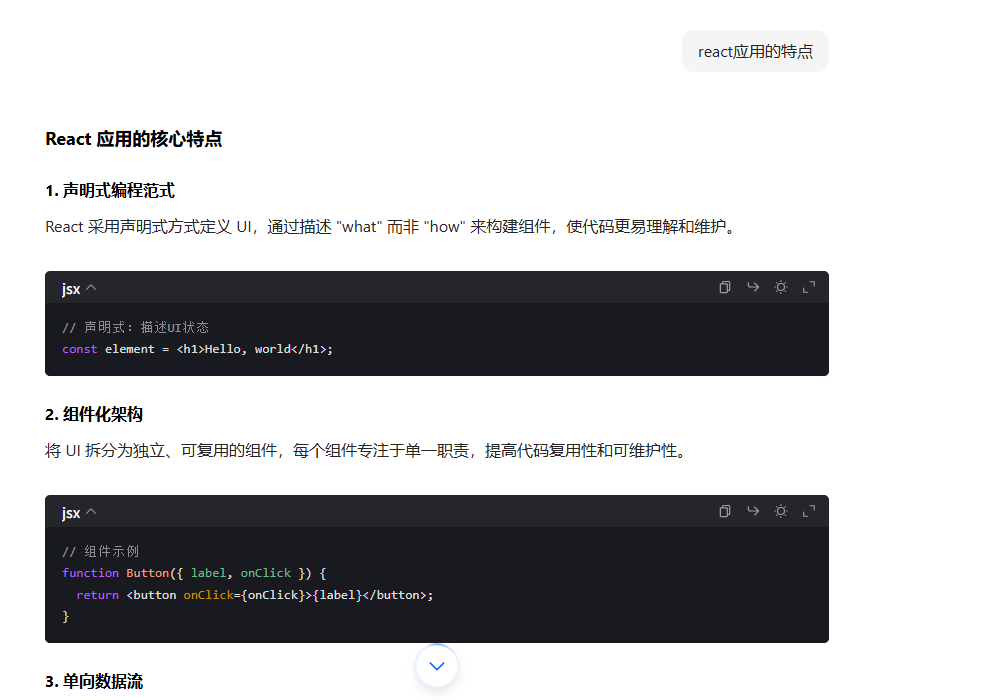 react应用的特点
React 应用的核心特点
1. 声明式编程范式
React 采用声明式方式定义 UI，通过描述 "what" 而非 "how" 来构建组件，使代码更易理解和维护。
jsx
// 声明式: 描述UI状态
const element = <h1>Hello, world</h1>;
2. 组件化架构
将 UI 拆分为独立、可复用的组件，每个组件专注于单一职责，提高代码复用性和可维护性。
jsx
// 组件示例
function Button({ label, onClick }) {
  return <button onClick={onClick}>{label}</button>;
}
3. 单向数据流